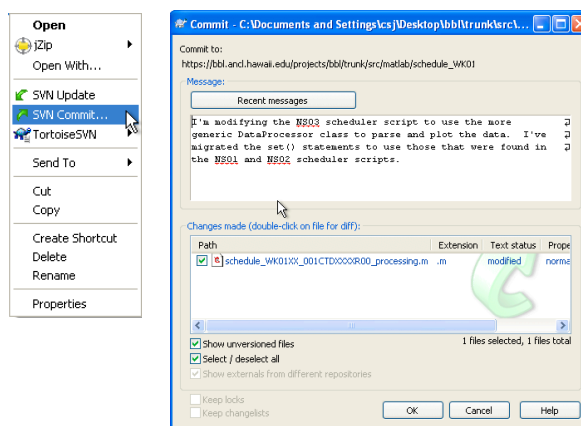 Open
jZip
Open With...
SVN Update
SVN Commit...
TortoiseSVN
Send To
Cut
Copy
Create Shortcut
Delete
Rename
Properties
Commit - C:\Documents and Settings\csj\Desktop\bbl\trunk\src\...
Commit to:
https://bbl.ancl.hawaii.edu/projects/bbl/trunk/src/matlab/schedule_WK01
Message:
Recent messages
I'm modifying the NS03 scheduler script to use the more
generic DataProcessor class to parse and plot the data.  I've
migrated the set() statements to use those that were found in
the NS01 and NS02 scheduler scripts.
Changes made (double-click on file for diff):
Path Extension Text status Prope
schedule_WK01XX_001CTDXXXXR00_processing.m .m modified norma
Show unversioned files 1 files selected, 1 files total
Select / deselect all
Show externals from different repositories
Keep locks
Keep changelists
OK Cancel Help